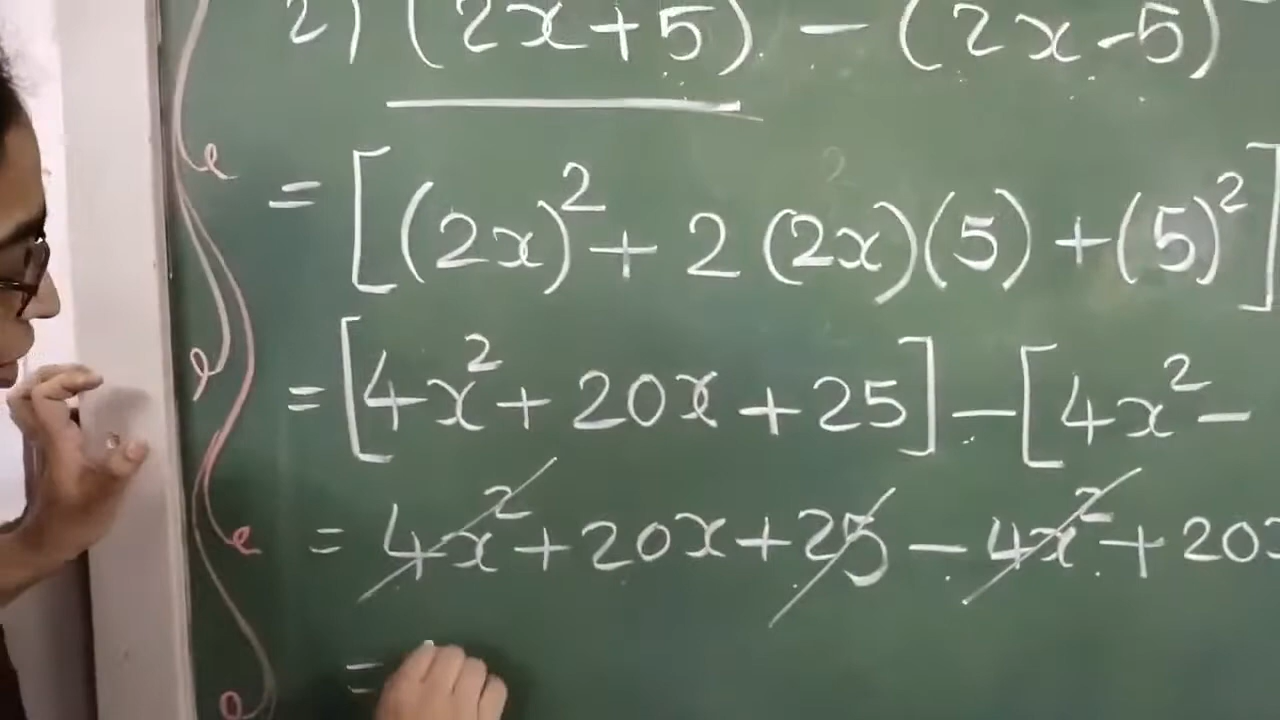 2) (2x+5) - (2x-5)
= [(2x)² + 2(2x)(5) + (5)²]
= [4x² + 20x + 25] - [4x² -
= 4x² + 20x + 25 - 4x² + 20x
=